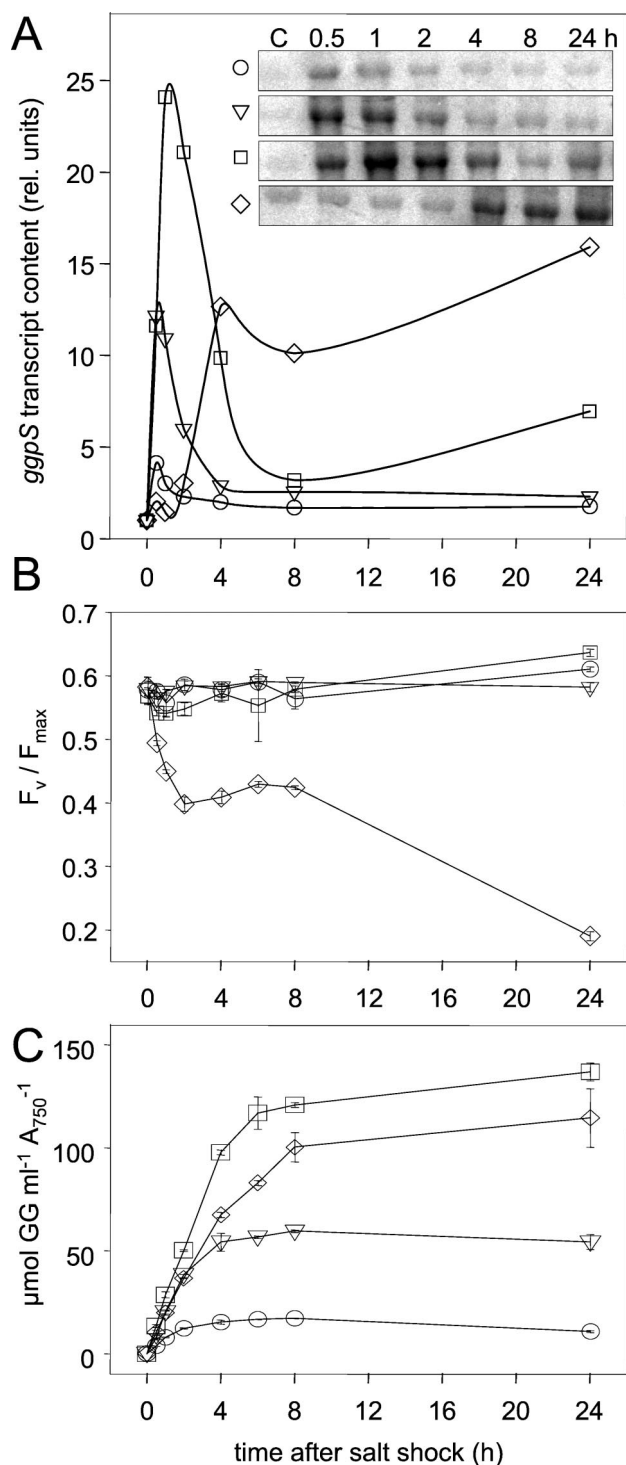 A
C 0.5 1 2 4 8 24 h
25
20
15
10
5
0
ggpS transcript content (rel. units)
0 4 8 12 16 20 24
B
0.7
0.6
0.5
0.4
0.3
0.2
Fv / Fmax
0 4 8 12 16 20 24
C
150
100
50
0
µmol GG ml⁻¹ A₇₅₀⁻¹
0 4 8 12 16 20 24
time after salt shock (h)